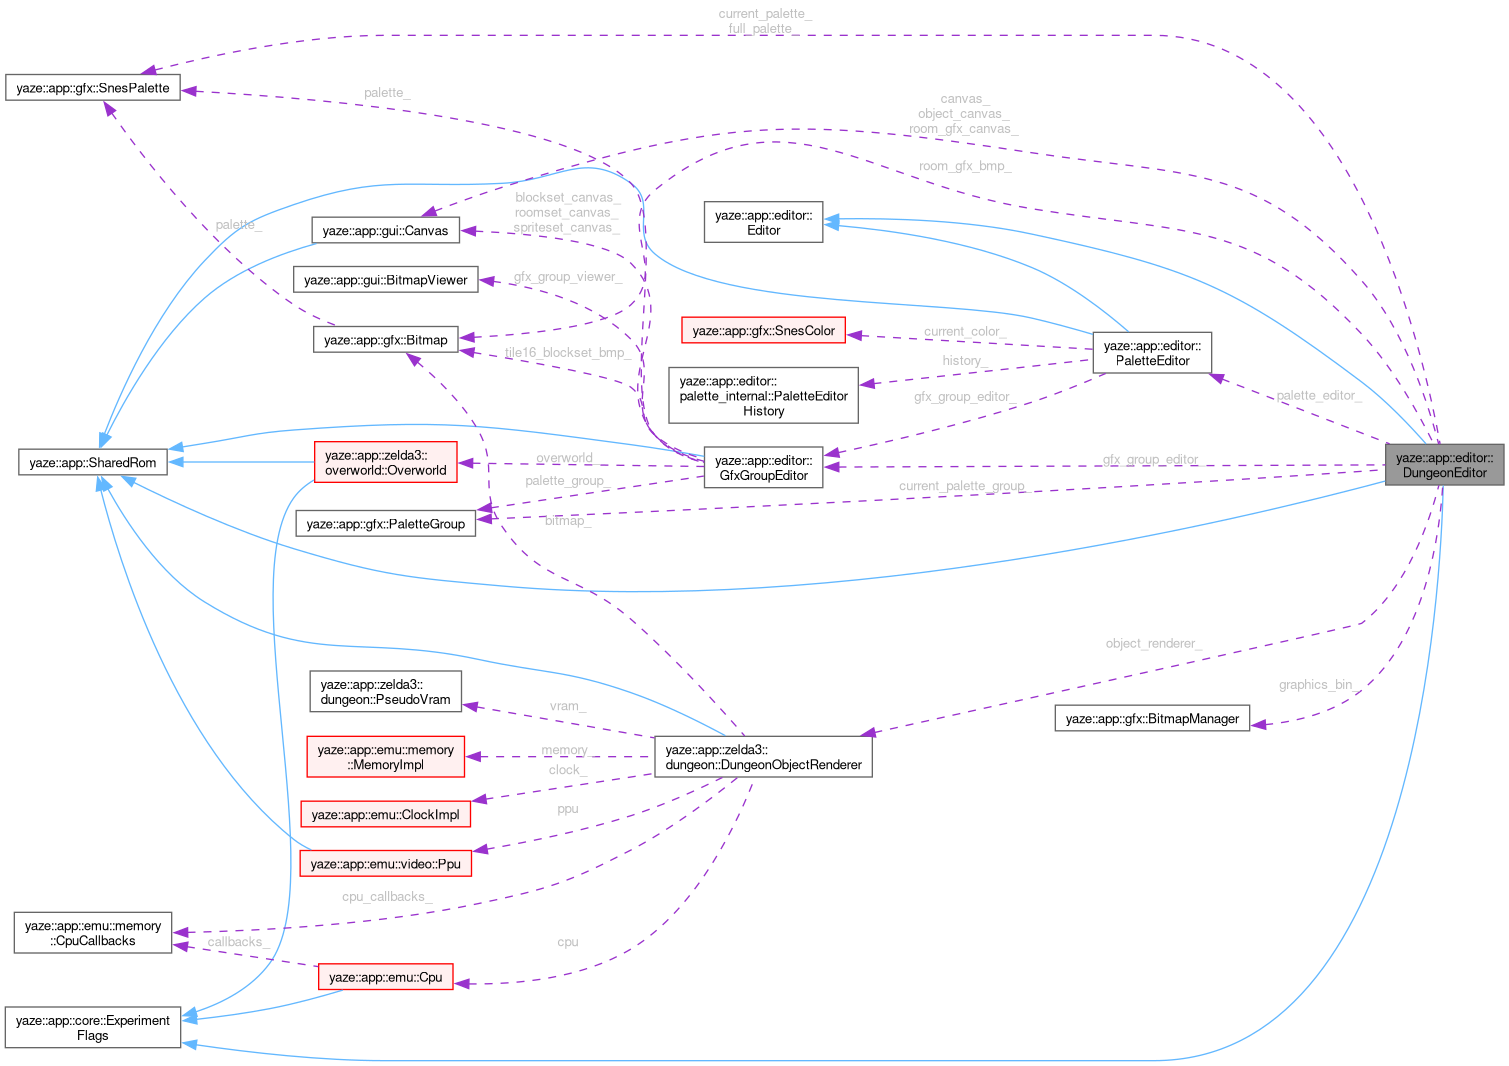 current_palette_
full_palette_
yaze::app::gfx::SnesPalette
palette_
canvas_
object_canvas_
room_gfx_canvas_
room_gfx_bmp_
blockset_canvas_
roomset_canvas_
spriteset_canvas_
palette_
yaze::app::gui::Canvas
yaze::app::editor::
Editor
yaze::app::gui::BitmapViewer
gfx_group_viewer_
yaze::app::gfx::SnesColor
current_color_
yaze::app::gfx::Bitmap
tile16_blockset_bmp_
yaze::app::editor::
PaletteEditor
history_
yaze::app::editor::
palette_internal::PaletteEditor
History
gfx_group_editor_
palette_editor_
yaze::app::SharedRom
yaze::app::zelda3::
overworld::Overworld
overworld
yaze::app::editor::
GfxGroupEditor
gfx_group_editor
yaze::app::editor::
DungeonEditor
palette_group_
current_palette_group_
yaze::app::gfx::PaletteGroup
bitmap_
object_renderer_
yaze::app::zelda3::
dungeon::PseudoVram
vram_
graphics_bin_
yaze::app::gfx::BitmapManager
yaze::app::emu::memory
::MemoryImpl
memory_
yaze::app::zelda3::
dungeon::DungeonObjectRenderer
clock_
yaze::app::emu::ClockImpl
ppu
yaze::app::emu::video::Ppu
cpu_callbacks_
yaze::app::emu::memory
::CpuCallbacks
callbacks_
cpu
yaze::app::emu::Cpu
yaze::app::core::Experiment
Flags